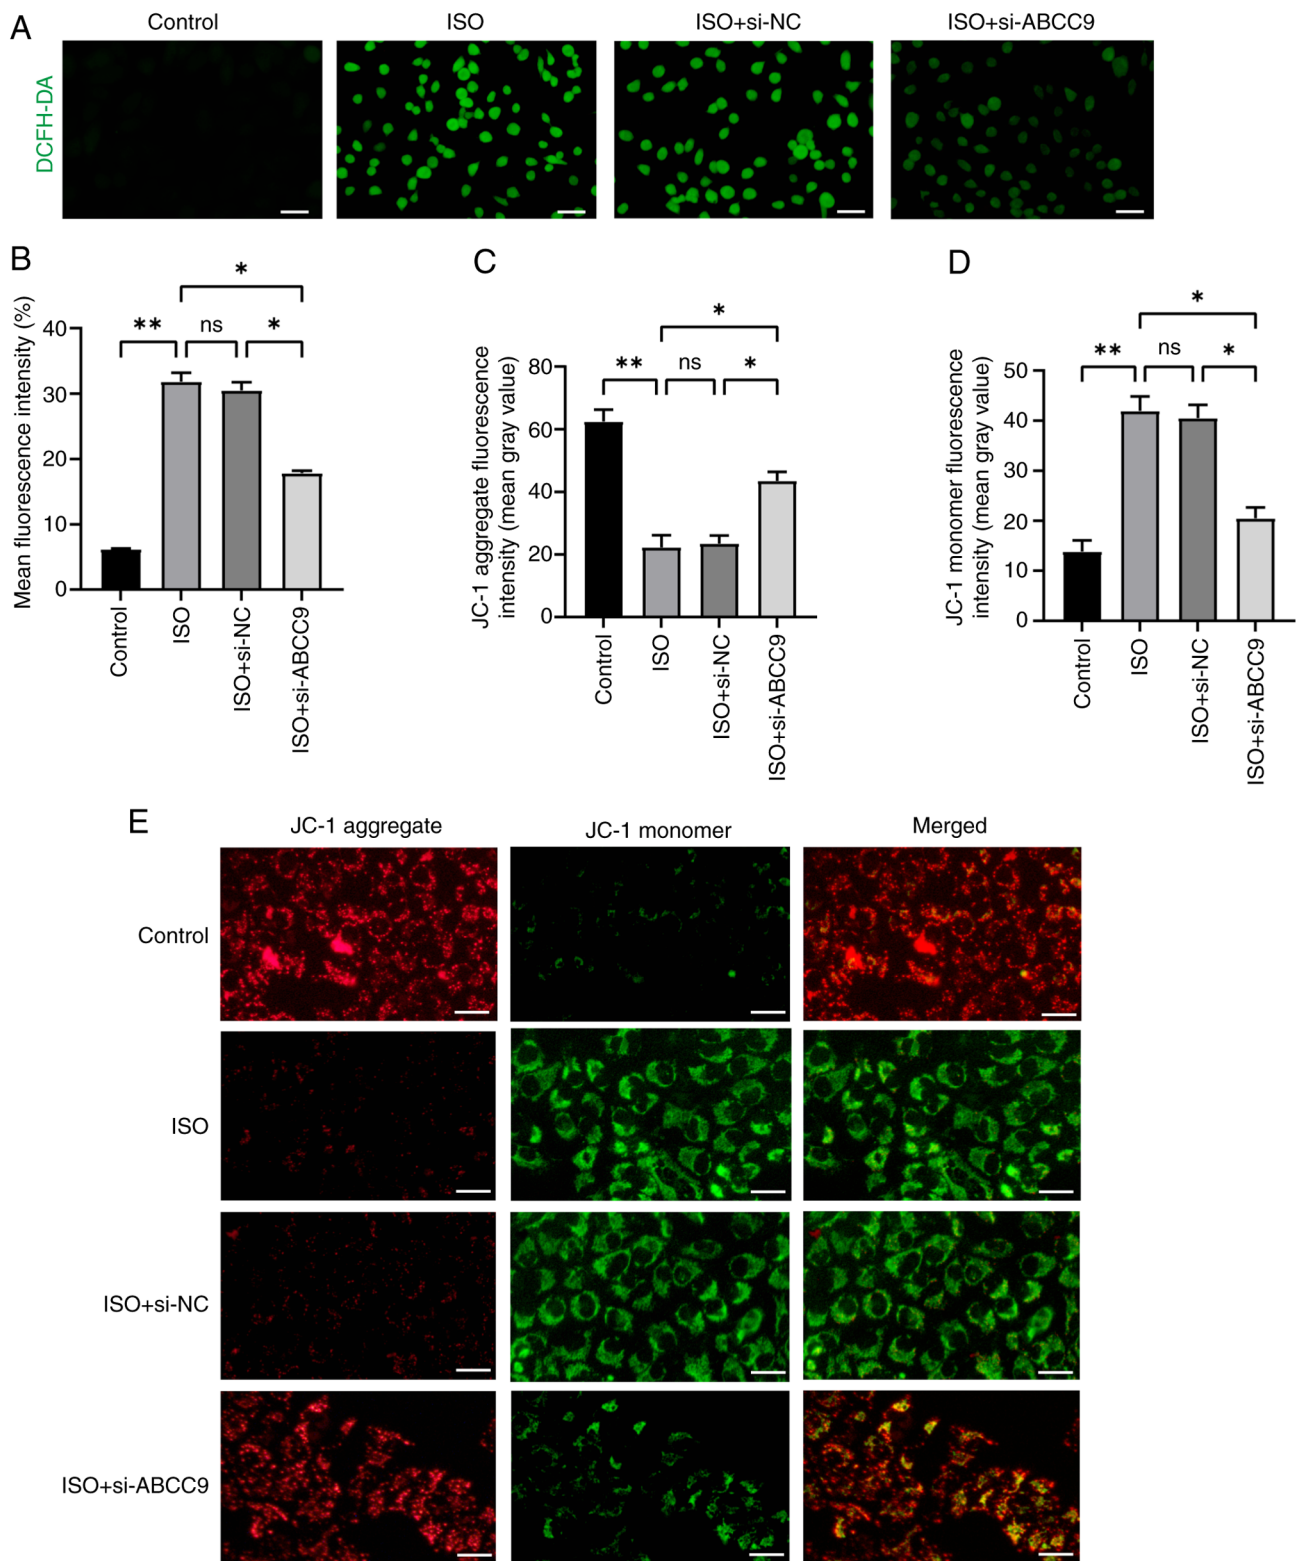 A
Control
ISO
ISO+si-NC
ISO+si-ABCC9
DCFH-DA
B
Mean fluorescence intensity (%)
40
30
20
10
0
**
ns
*
*
Control
ISO
ISO+si-NC
ISO+si-ABCC9
C
JC-1 aggregate fluorescence
intensity (mean gray value)
80
60
40
20
0
**
ns
*
*
Control
ISO
ISO+si-NC
ISO+si-ABCC9
D
JC-1 monomer fluorescence
intensity (mean gray value)
50
40
30
20
10
0
**
ns
*
*
Control
ISO
ISO+si-NC
ISO+si-ABCC9
E
JC-1 aggregate
JC-1 monomer
Merged
Control
ISO
ISO+si-NC
ISO+si-ABCC9